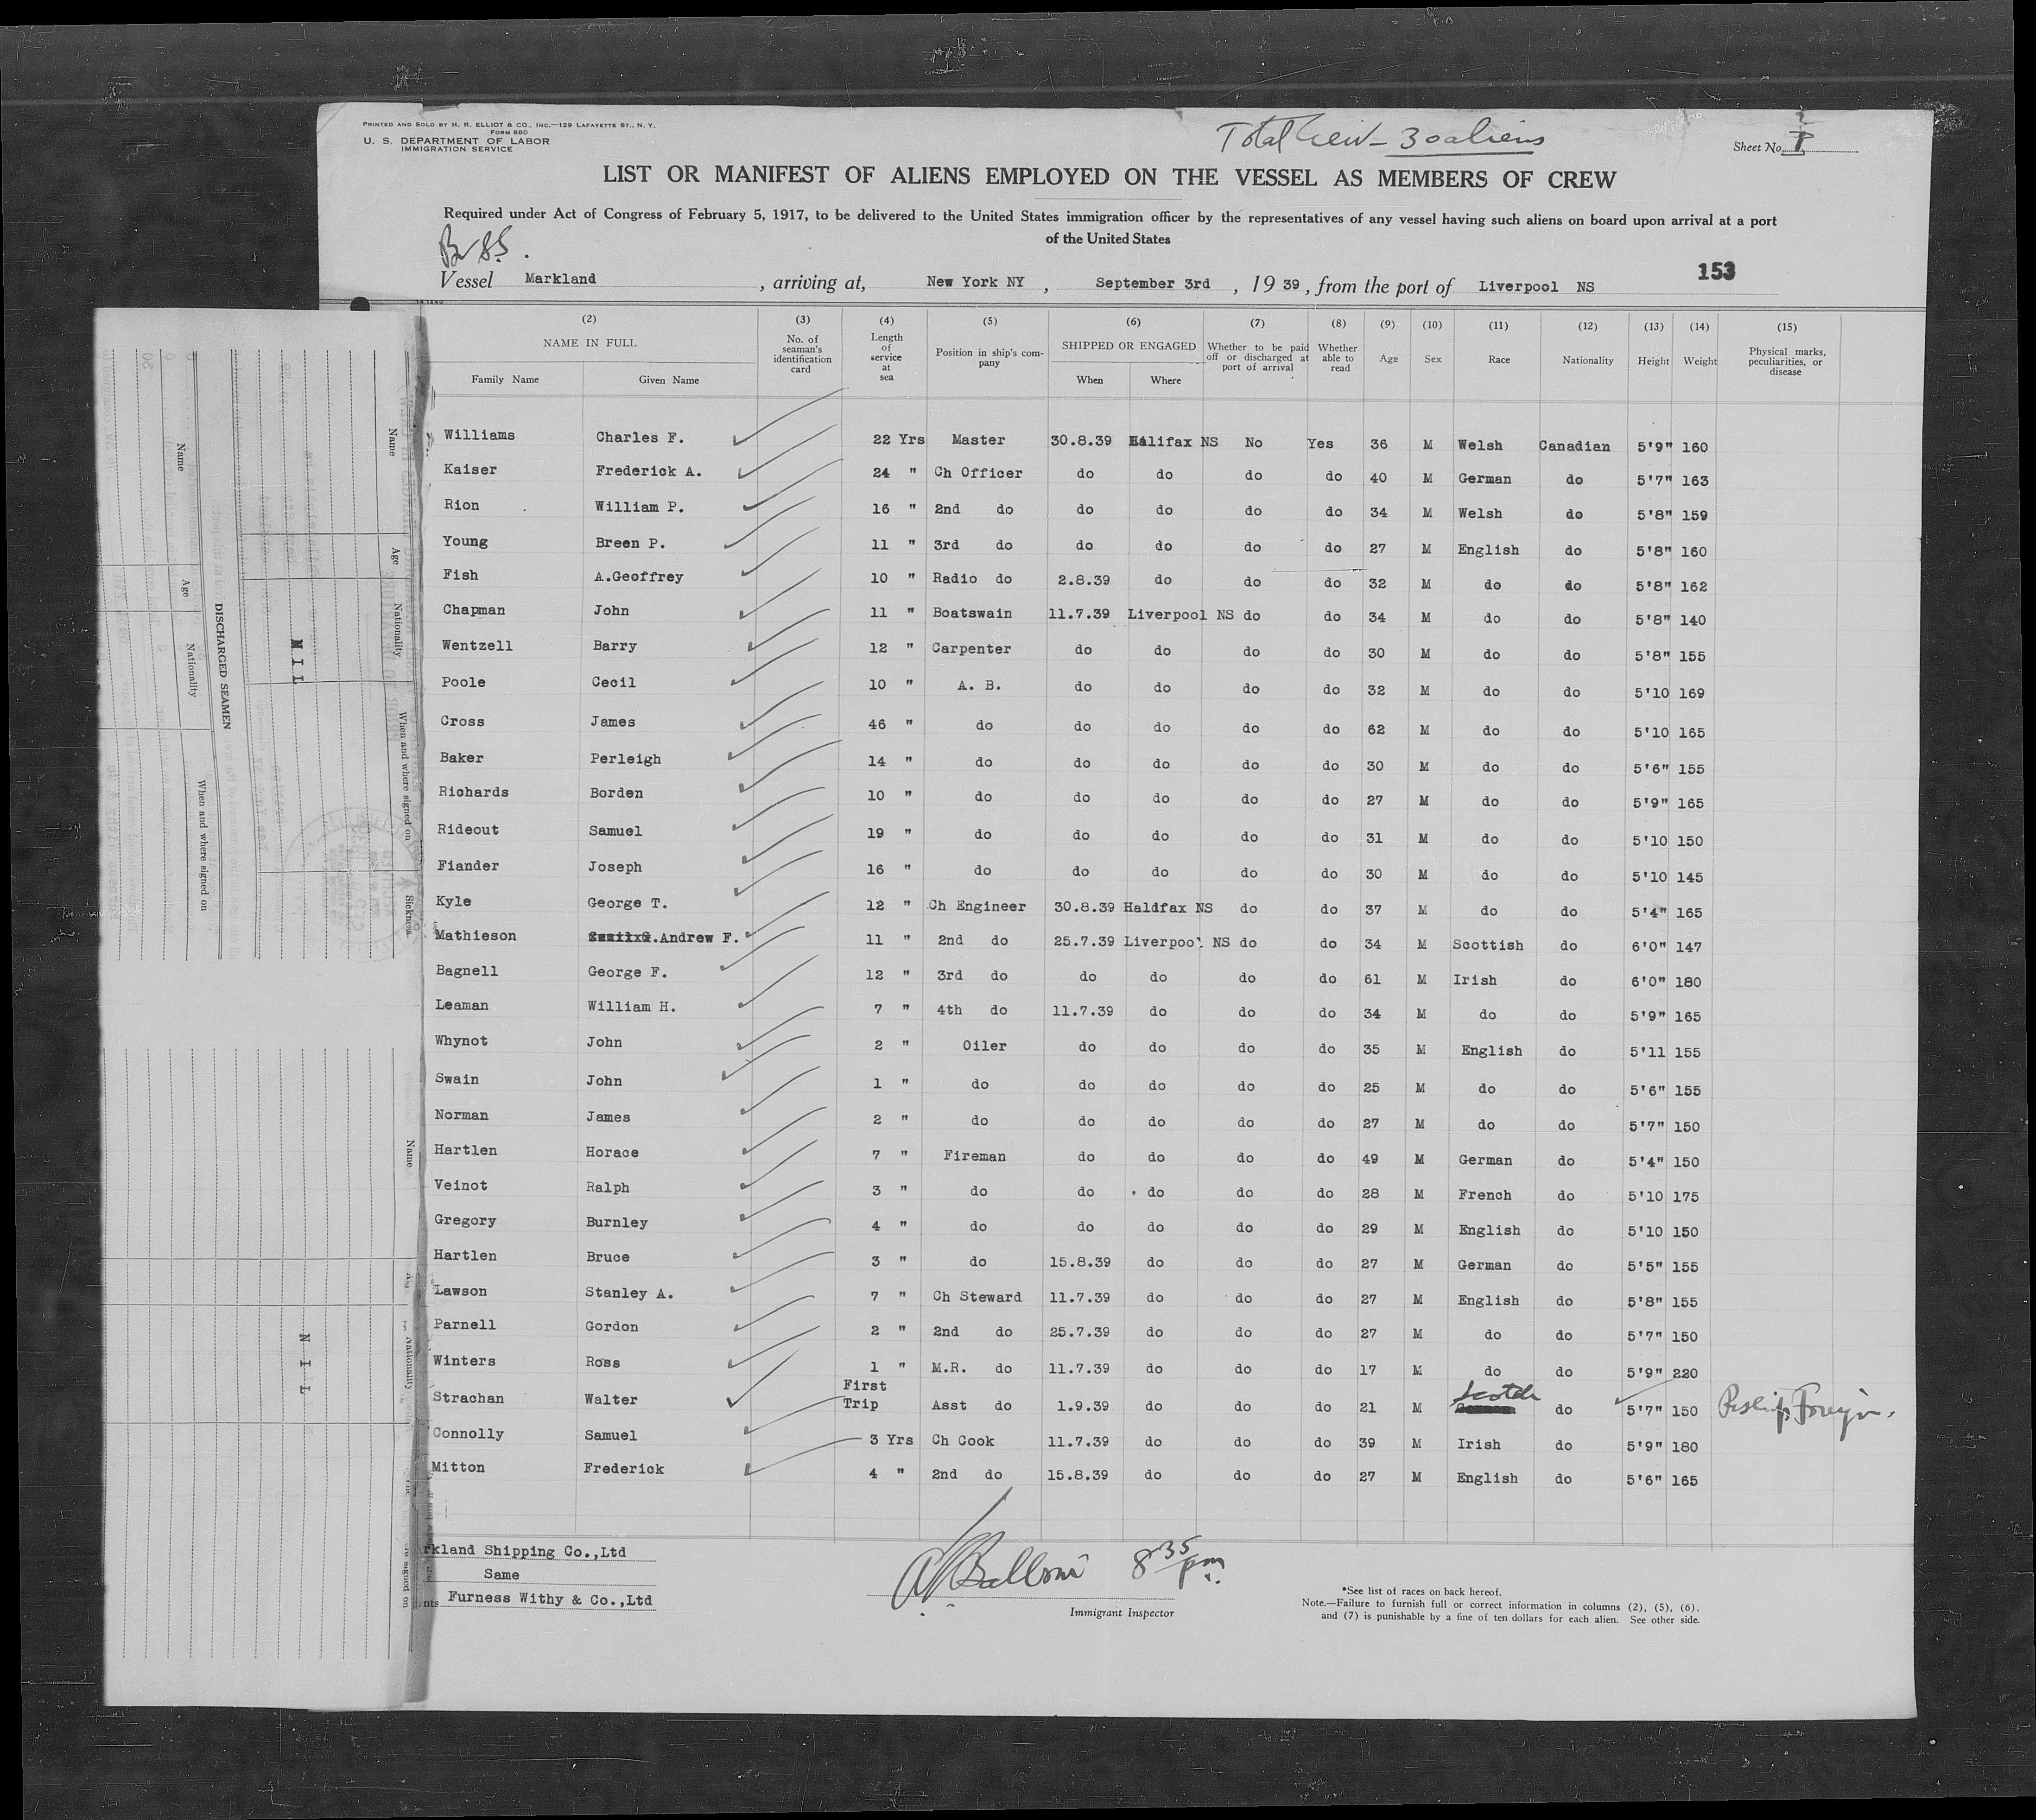 PRINTED AND SOLD BY H. R. ELLIOT & CO., INC.—129 LAFAYETTE ST., N. Y.
FORM 680
U. S. DEPARTMENT OF LABOR
IMMIGRATION SERVICE
Total Crew - 30 aliens
Sheet No.
LIST OR MANIFEST OF ALIENS EMPLOYED ON THE VESSEL AS MEMBERS OF CREW
Required under Act of Congress of February 5, 1917, to be delivered to the United States immigration officer by the representatives of any vessel having such aliens on board upon arrival at a port
of the United States
Br SS.
153
Vessel Markland , arriving at, New York NY , September 3rd , 19 39 , from the port of Liverpool NS
(2) (3) (4) (5) (6) (7) (8) (9) (10) (11) (12) (13) (14) (15)
NAME IN FULL No. of seaman's identification card Length of service at sea Position in ship's company SHIPPED OR ENGAGED Whether to be paid off or discharged at port of arrival Whether able to read Age Sex Race Nationality Height Weight Physical marks, peculiarities, or disease
Family Name Given Name When Where
Williams Charles F. 22 Yrs Master 30.8.39 Halifax NS No Yes 36 M Welsh Canadian 5'9" 160
Kaiser Frederick A. 24 " Ch Officer do do do do 40 M German do 5'7" 163
Rion William P. 16 " 2nd do do do do do 34 M Welsh do 5'8" 159
Young Breen P. 11 " 3rd do do do do do 27 M English do 5'8" 160
Fish A.Geoffrey 10 " Radio do 2.8.39 do do do 32 M do do 5'8" 162
Chapman John 11 " Boatswain 11.7.39 Liverpool NS do do 34 M do do 5'8" 140
Wentzell Barry 12 " Carpenter do do do do 30 M do do 5'8" 155
Poole Cecil 10 " A. B. do do do do 32 M do do 5'10 169
Cross James 46 " do do do do do 62 M do do 5'10 165
Baker Perleigh 14 " do do do do do 30 M do do 5'6" 155
Richards Borden 10 " do do do do do 27 M do do 5'9" 165
Rideout Samuel 19 " do do do do do 31 M do do 5'10 150
Fiander Joseph 16 " do do do do do 30 M do do 5'10 145
Kyle George T. 12 " Ch Engineer 30.8.39 Haldfax NS do do 37 M do do 5'4" 165
Mathieson Andrew F. 11 " 2nd do 25.7.39 Liverpool NS do do 34 M Scottish do 6'0" 147
Bagnell George F. 12 " 3rd do do do do do 61 M Irish do 6'0" 180
Leaman William H. 7 " 4th do 11.7.39 do do do 34 M do do 5'9" 165
Whynot John 2 " Oiler do do do do 35 M English do 5'11 155
Swain John 1 " do do do do do 25 M do do 5'6" 155
Norman James 2 " do do do do do 27 M do do 5'7" 150
Hartlen Horace 7 " Fireman do do do do 49 M German do 5'4" 150
Veinot Ralph 3 " do do do do do 28 M French do 5'10 175
Gregory Burnley 4 " do do do do do 29 M English do 5'10 150
Hartlen Bruce 3 " do 15.8.39 do do do 27 M German do 5'5" 155
Lawson Stanley A. 7 " Ch Steward 11.7.39 do do do 27 M English do 5'8" 155
Parnell Gordon 2 " 2nd do 25.7.39 do do do 27 M do do 5'7" 150
Winters Ross 1 " M.R. do 11.7.39 do do do 17 M do do 5'9" 220
Strachan Walter First Trip Asst do 1.9.39 do do do 21 M Scotch do 5'7" 150
Connolly Samuel 3 Yrs Ch Cook 11.7.39 do do do 39 M Irish do 5'9" 180
Mitton Frederick 4 " 2nd do 15.8.39 do do do 27 M English do 5'6" 165
rkland Shipping Co.,Ltd
Same
nts Furness Withy & Co.,Ltd
8 35 pm
Immigrant Inspector
*See list of races on back hereof.
Note.—Failure to furnish full or correct information in columns (2), (5), (6).
and (7) is punishable by a fine of ten dollars for each alien. See other side.
Name Age Nationality When and where signed on Sickness
NIL
DISCHARGED SEAMEN
Name Age Nationality When and where signed on
Name
Nationality
NIL